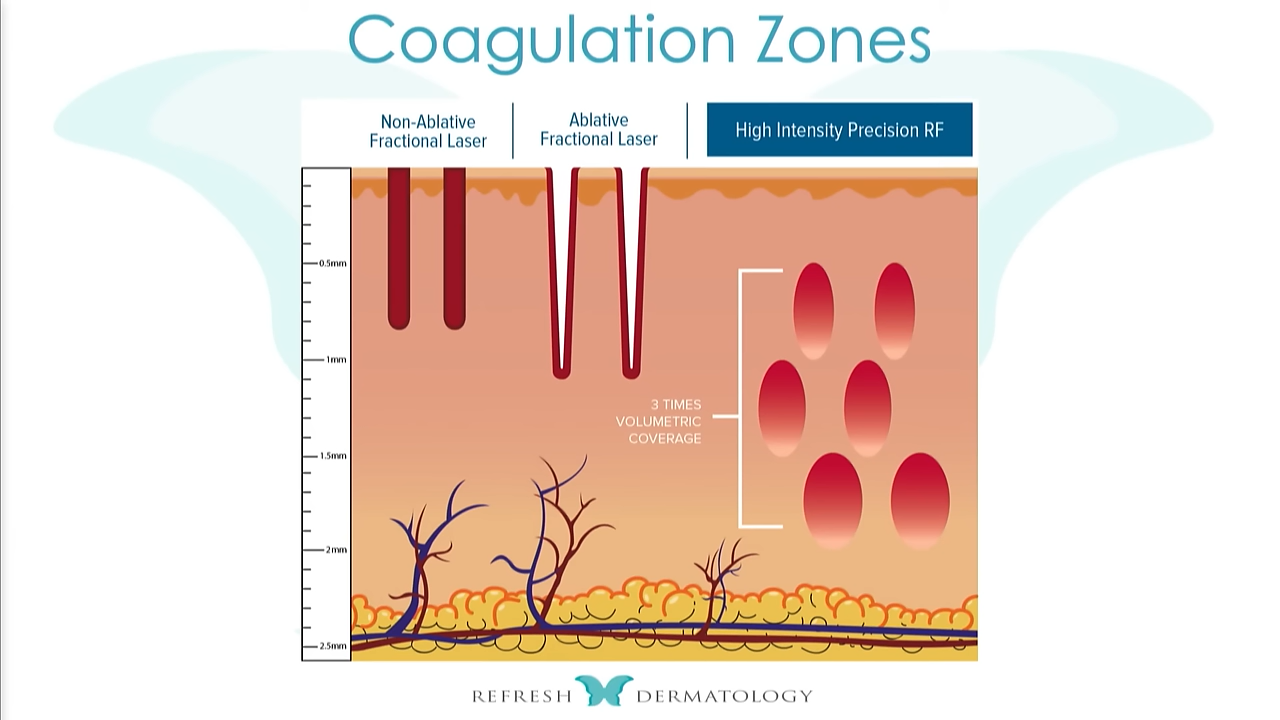 Coagulation Zones
Non-Ablative
Fractional Laser
Ablative
Fractional Laser
High Intensity Precision RF
0.5mm
1mm
3 TIMES
VOLUMETRIC
COVERAGE
1.5mm
2mm
2.5mm
REFRESH DERMATOLOGY